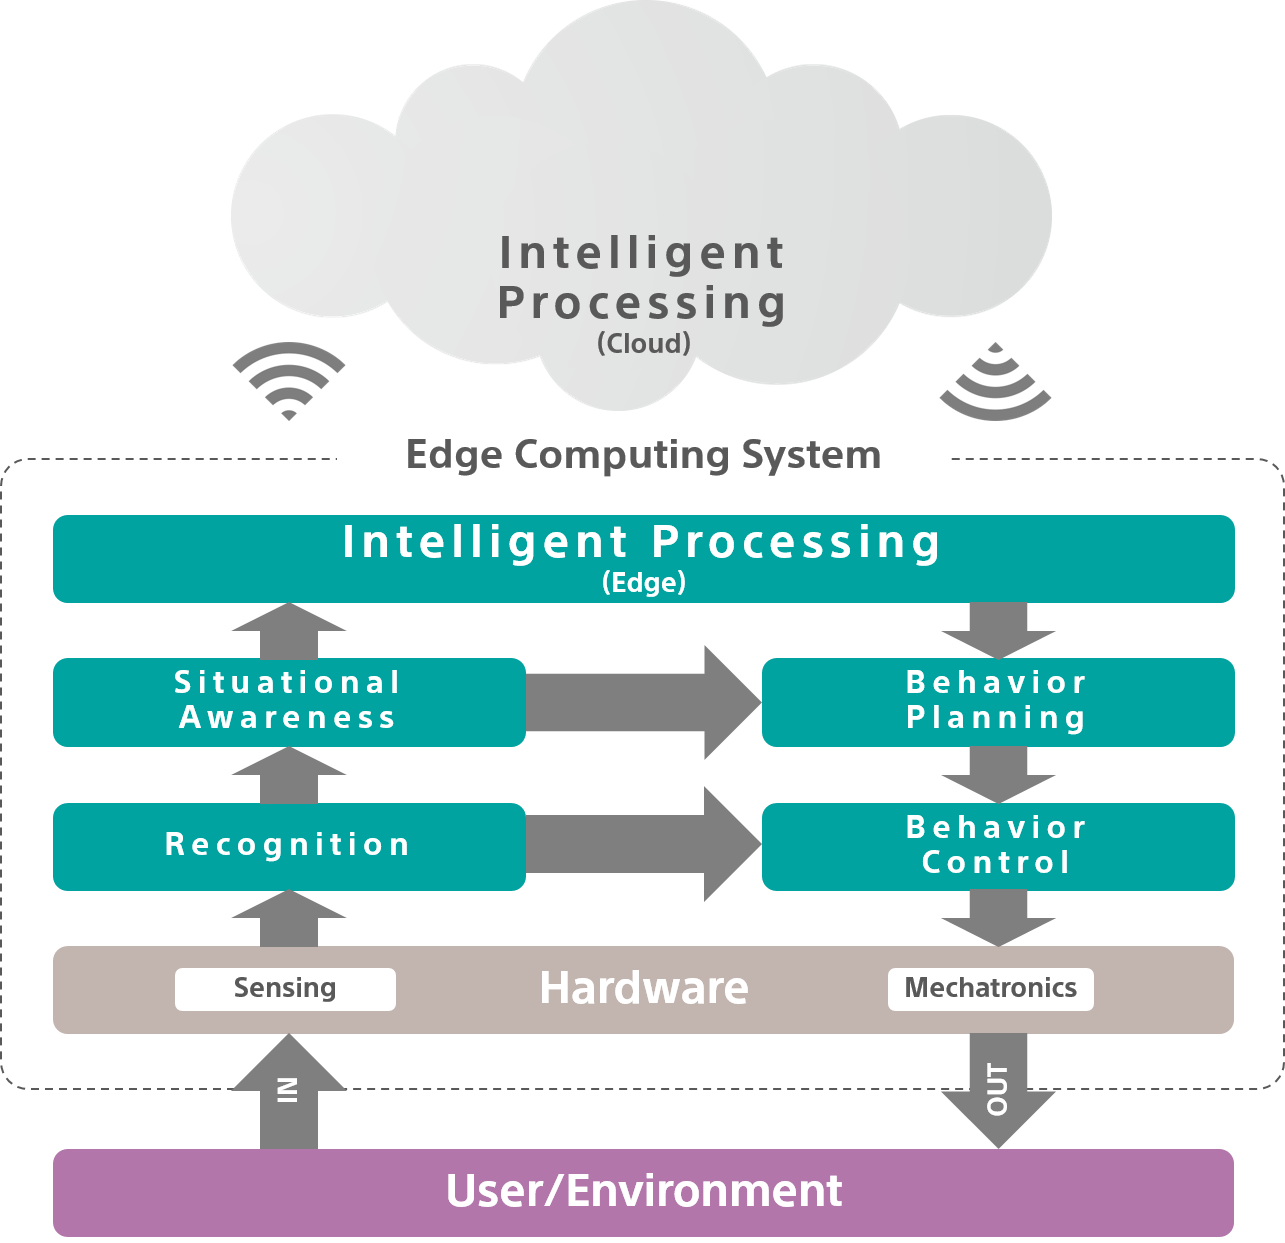 Intelligent
Processing
(Cloud)
Edge Computing System
Intelligent Processing
(Edge)
Situational
Awareness
Behavior
Planning
Recognition
Behavior
Control
Sensing
Hardware
Mechatronics
IN
OUT
User/Environment